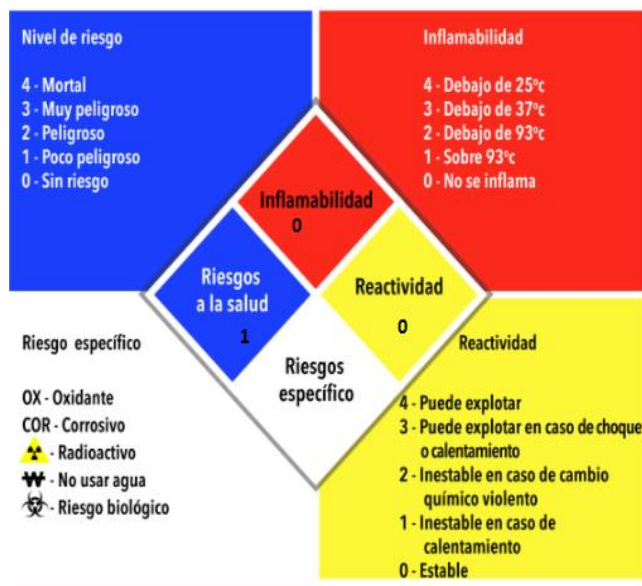 Nivel de riesgo
4 - Mortal
3 - Muy peligroso
2 - Peligroso
1 - Poco peligroso
0 - Sin riesgo
Inflamabilidad
4 - Debajo de 25ºc
3 - Debajo de 37ºc
2 - Debajo de 93ºc
1 - Sobre 93ºc
0 - No se inflama
Inflamabilidad
0
Riesgos
a la salud
1
Reactividad
0
Riesgos
específico
Riesgo específico
OX - Oxidante
COR - Corrosivo
- Radioactivo
W - No usar agua
- Riesgo biológico
Reactividad
4 - Puede explotar
3 - Puede explotar en caso de choque
o calentamiento
2 - Inestable en caso de cambio
químico violento
1 - Inestable en caso de
calentamiento
0 - Estable